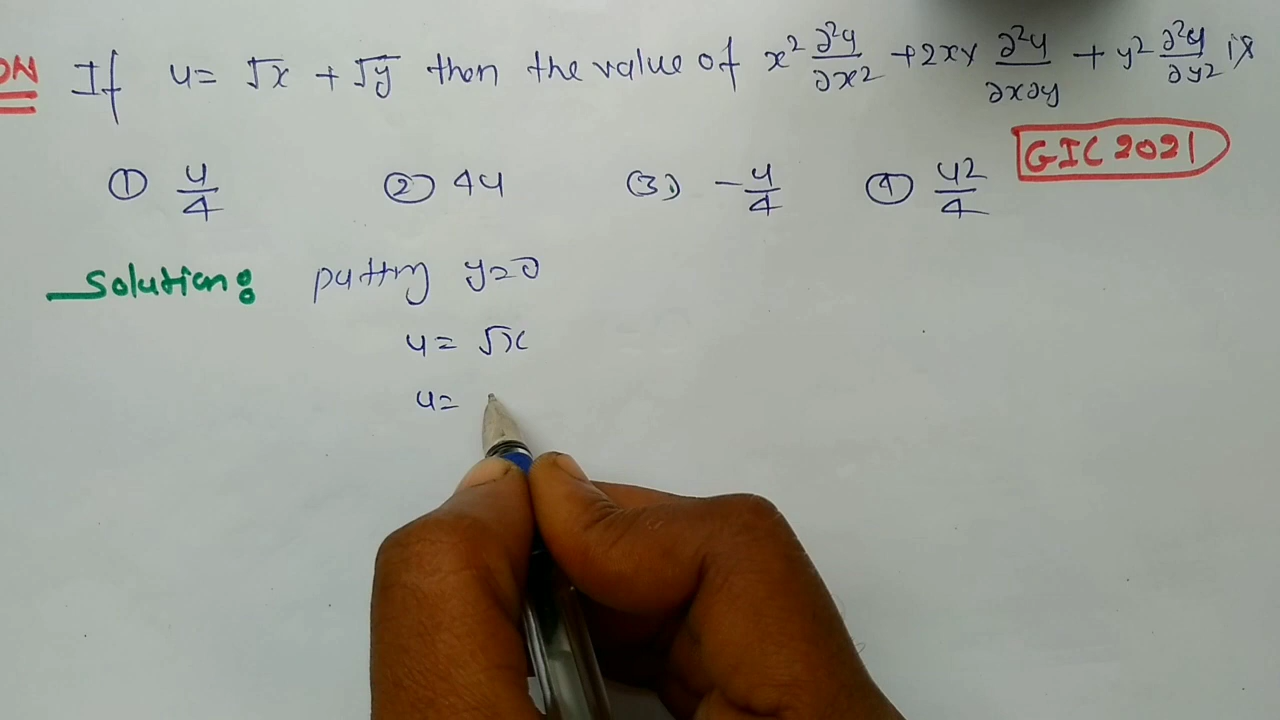 ON If u = √x + √y then the value of x² ∂²u/∂x² + 2xy ∂²u/∂x∂y + y² ∂²u/∂y² is
GIC 2021
① u/4 ② 4u ③ -u/4 ④ u²/4
Solution: putting y=0
u = √x
u =